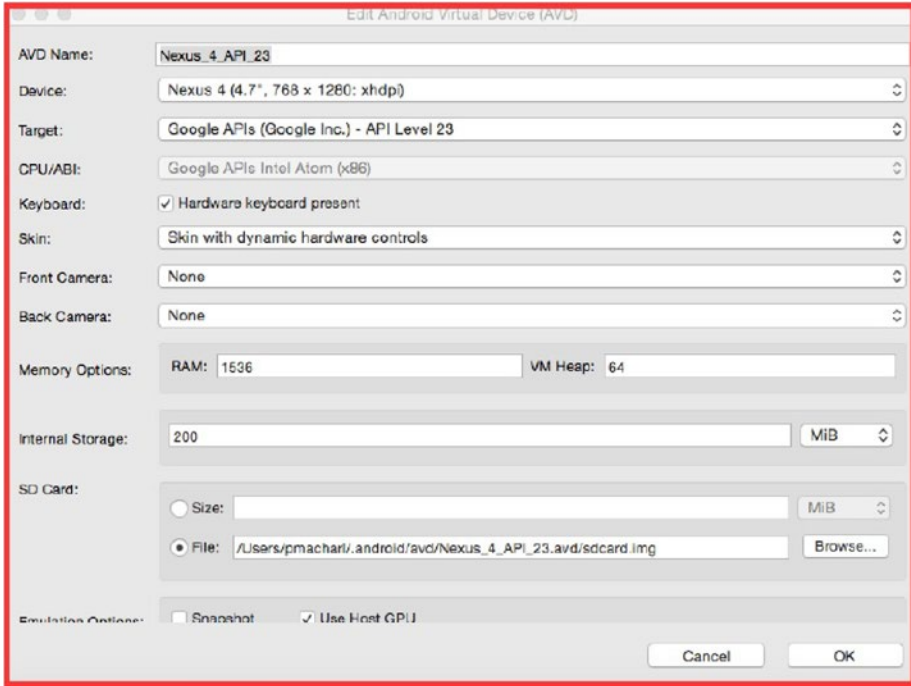 Edit Android Virtual Device (AVD)
AVD Name: Nexus_4_API_23
Device: Nexus 4 (4.7", 768 x 1280: xhdpi)
Target: Google APIs (Google Inc.) - API Level 23
CPU/ABI: Google APIs Intel Atom (x86)
Keyboard: Hardware keyboard present
Skin: Skin with dynamic hardware controls
Front Camera: None
Back Camera: None
Memory Options: RAM: 1536 VM Heap: 64
Internal Storage: 200 MiB
SD Card:
Size: MiB
File: /Users/pmacharl/.android/avd/Nexus_4_API_23.avd/sdcard.img Browse...
Emulation Options: Snapshot Use Host GPU
Cancel OK